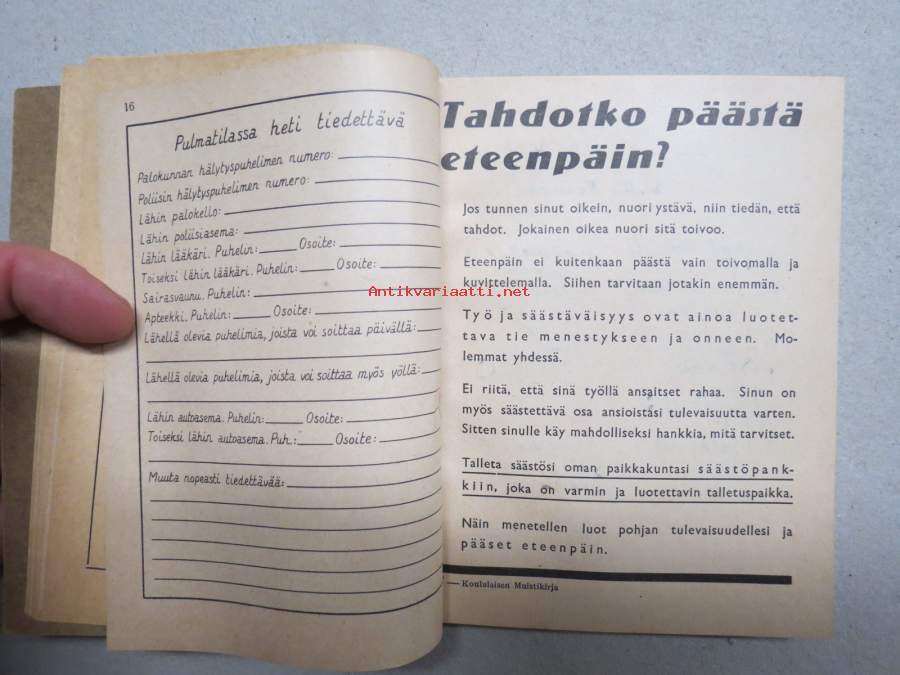 16
Pulmatilassa heti tiedettävä
Palokunnan hälytyspuhelimen numero:
Poliisin hälytyspuhelimen numero:
Lähin palokello:
Lähin poliisiasema:
Lähin lääkäri. Puhelin: Osoite:
Toiseksi lähin lääkäri. Puhelin: Osoite:
Sairasvaunu. Puhelin:
Apteekki. Puhelin: Osoite:
Lähellä olevia puhelimia, joista voi soittaa päivällä:
Lähellä olevia puhelimia, joista voi soittaa myös yöllä:
Lähin autoasema. Puhelin: Osoite:
Toiseksi lähin autoasema. Puh.: Osoite:
Muuta nopeasti tiedettävää:
Tahdotko päästä
eteenpäin?
Jos tunnen sinut oikein, nuori ystävä, niin tiedän, että
tahdot. Jokainen oikea nuori sitä toivoo.
Eteenpäin ei kuitenkaan päästä vain toivomalla ja
kuvittelemalla. Siihen tarvitaan jotakin enemmän.
Antikvariaatti.net
Työ ja säästäväisyys ovat ainoa luotet-
tava tie menestykseen ja onneen. Mo-
lemmat yhdessä.
Ei riitä, että sinä työllä ansaitset rahaa. Sinun on
myös säästettävä osa ansioistasi tulevaisuutta varten.
Sitten sinulle käy mahdolliseksi hankkia, mitä tarvitset.
Talleta säästösi oman paikkakuntasi säästöpank-
kiin, joka on varmin ja luotettavin talletuspaikka.
Näin menetellen luot pohjan tulevaisuudellesi ja
pääset eteenpäin.
— Koululaisen Muistikirja